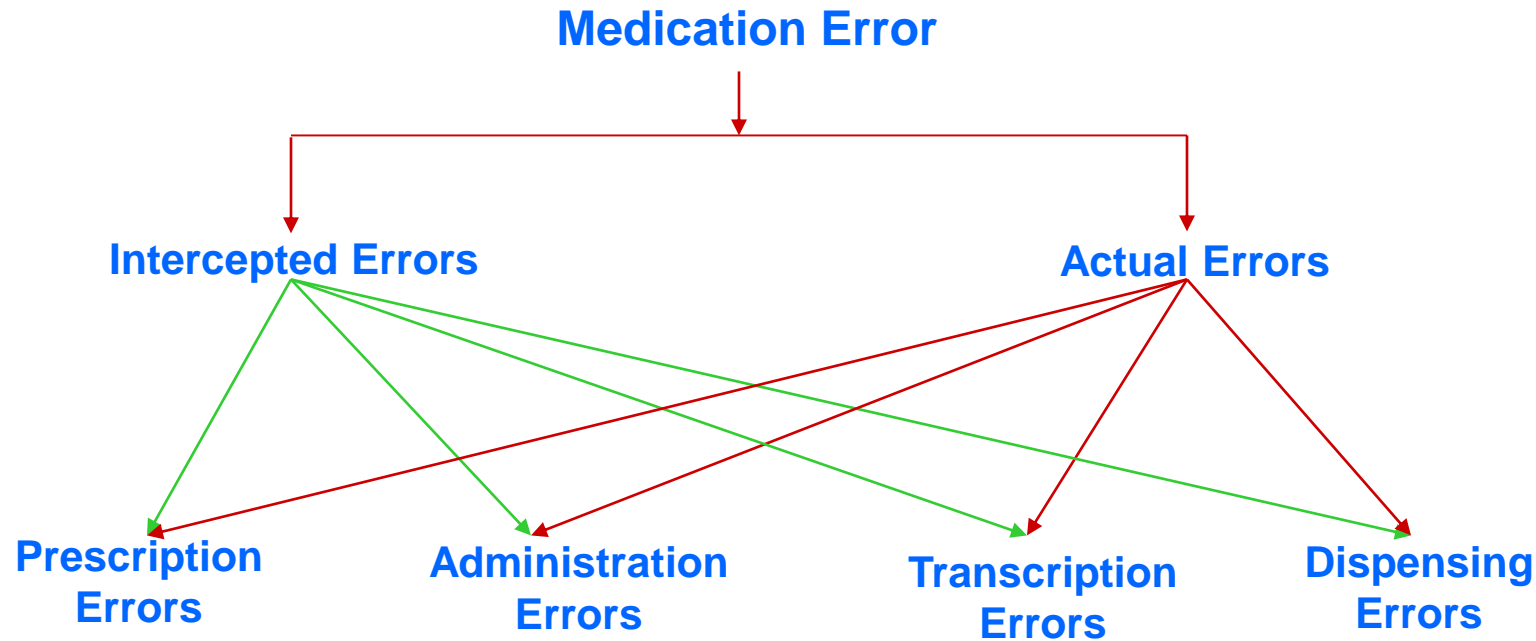 Medication Error
Intercepted Errors
Actual Errors
Prescription
Errors
Administration
Errors
Transcription
Errors
Dispensing
Errors